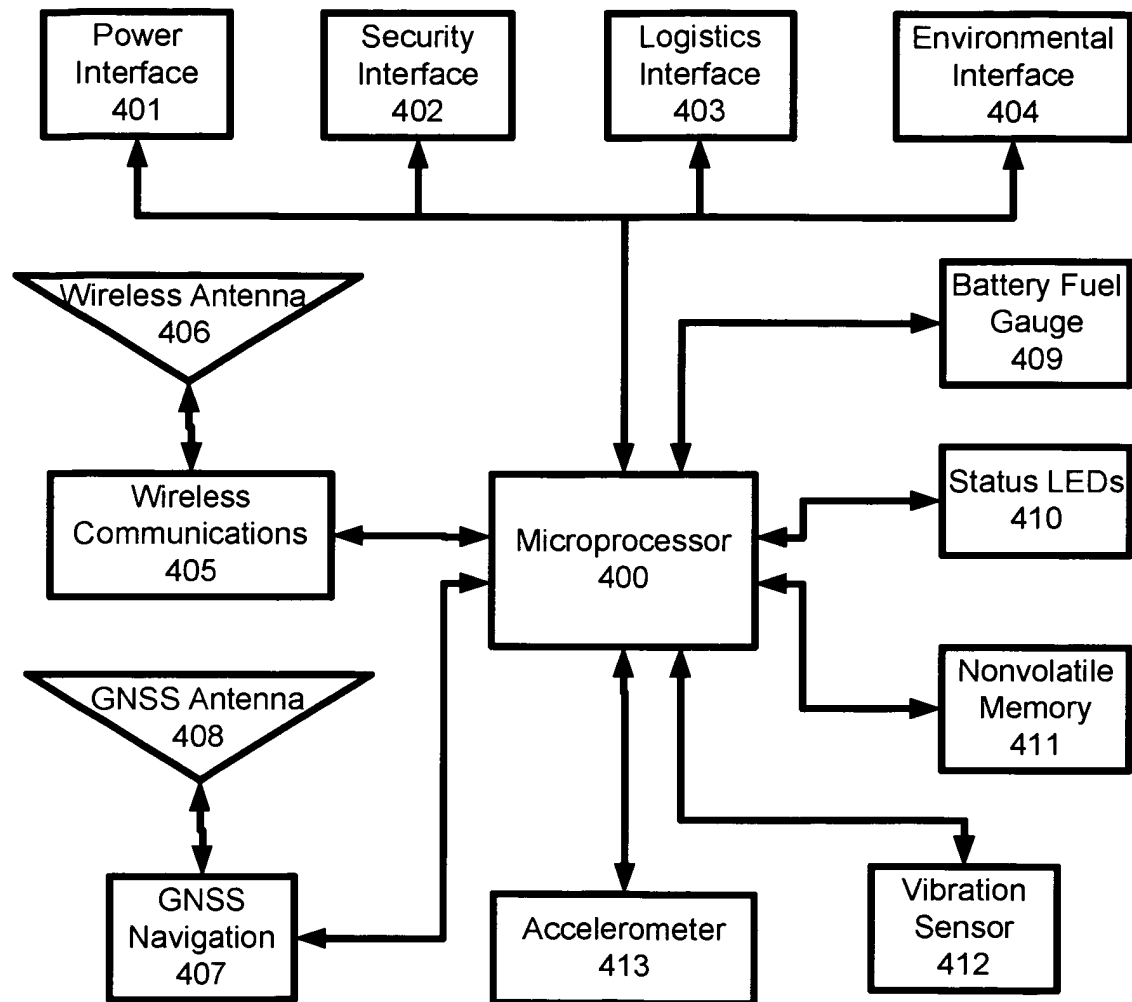 Power
Interface
401
Security
Interface
402
Logistics
Interface
403
Environmental
Interface
404
Wireless Antenna
406
Battery Fuel
Gauge
409
Wireless
Communications
405
Microprocessor
400
Status LEDs
410
GNSS Antenna
408
Nonvolatile
Memory
411
GNSS
Navigation
407
Accelerometer
413
Vibration
Sensor
412